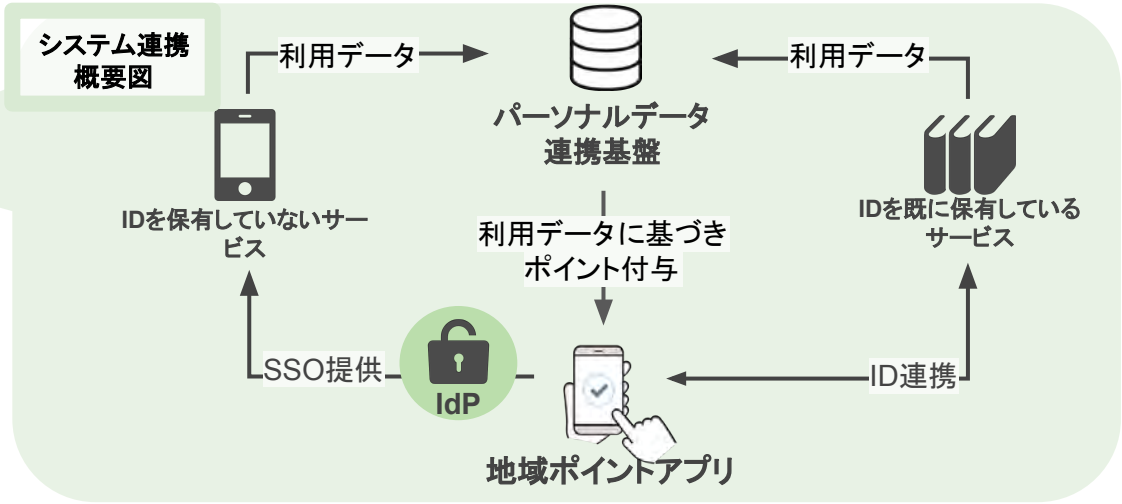 システム連携
概要図
利用データ
利用データ
パーソナルデータ
連携基盤
IDを保有していないサー
ビス
IDを既に保有している
サービス
利用データに基づき
ポイント付与
SSO提供
IdP
ID連携
地域ポイントアプリ